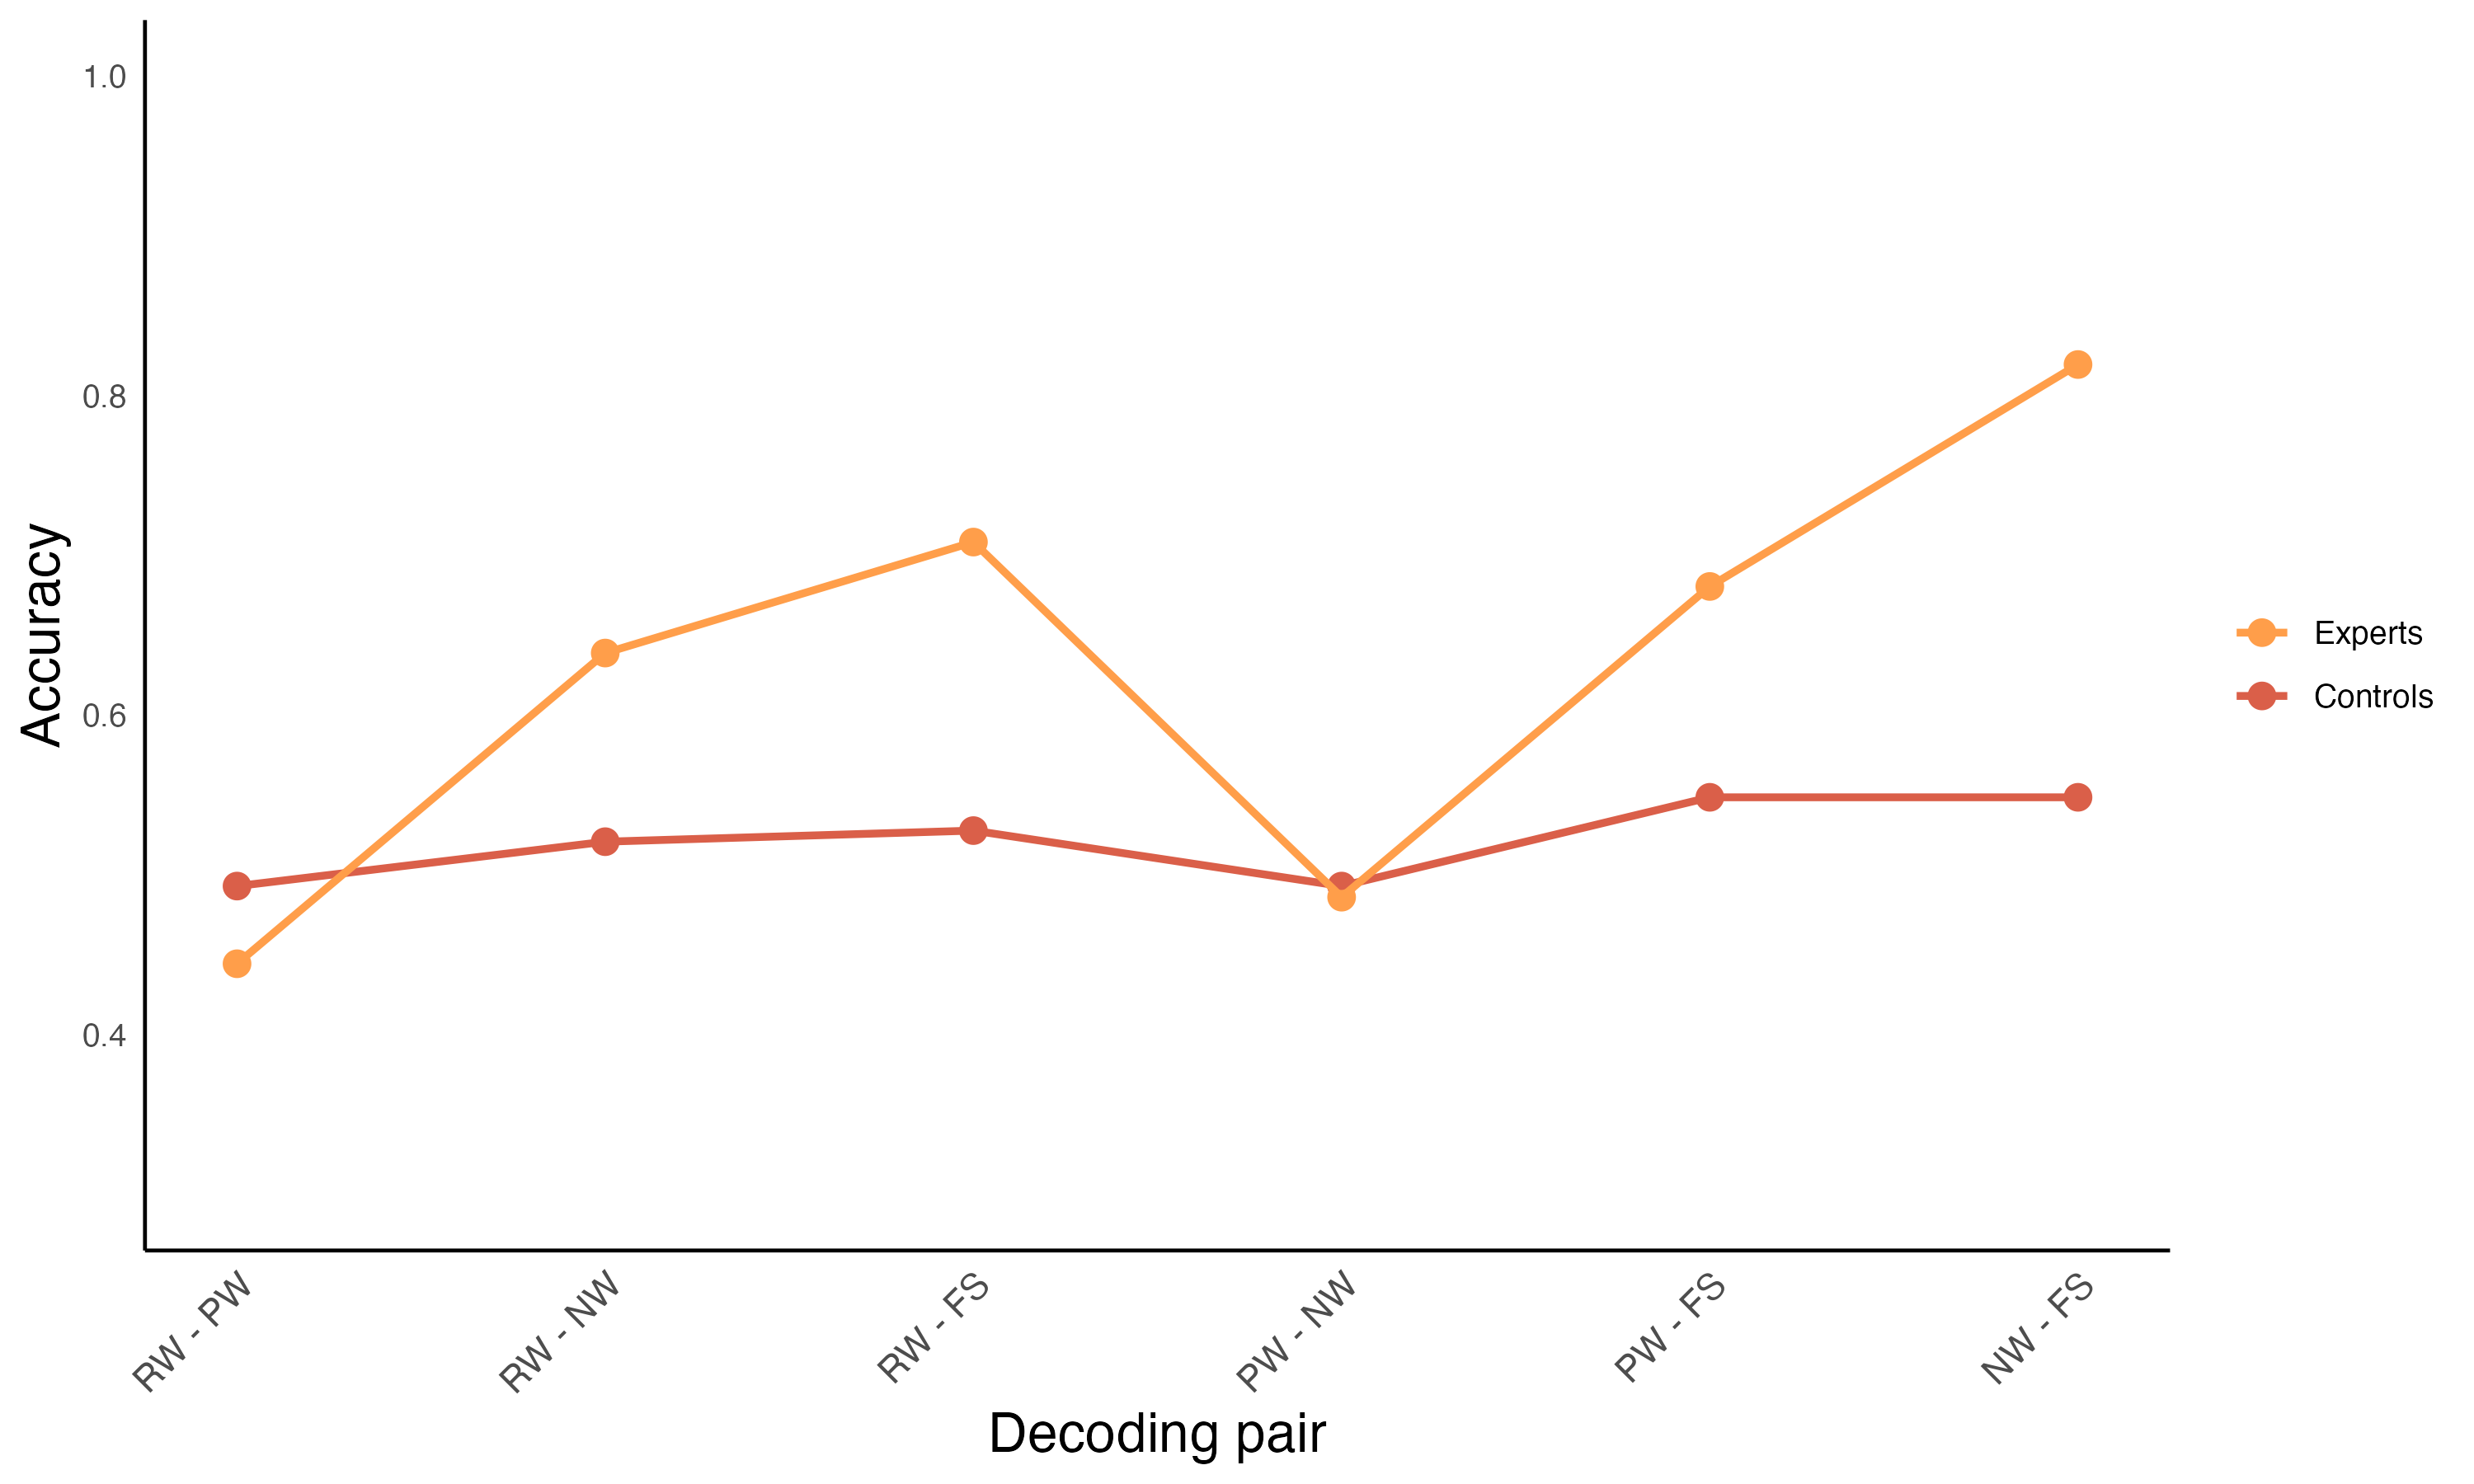 1.0
0.8
0.6
0.4
Accuracy
RW - PW
RW - NW
RW - FS
PW - NW
PW - FS
NW - FS
Decoding pair
Experts
Controls